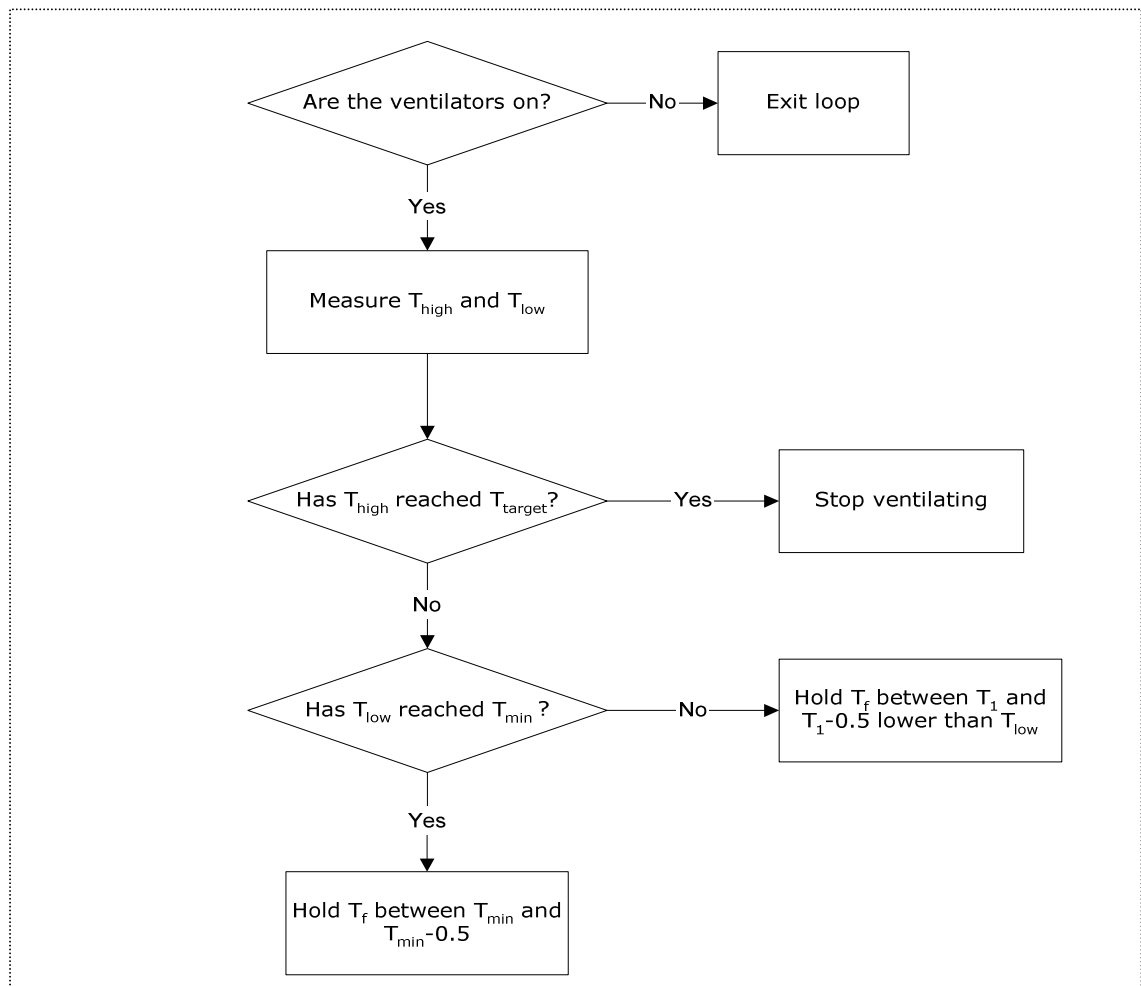 Are the ventilators on?
No
Exit loop
Yes
Measure T_high and T_low
Has T_high reached T_target?
Yes
Stop ventilating
No
Has T_low reached T_min ?
No
Hold T_f between T_1 and
T_1-0.5 lower than T_low
Yes
Hold T_f between T_min and
T_min-0.5